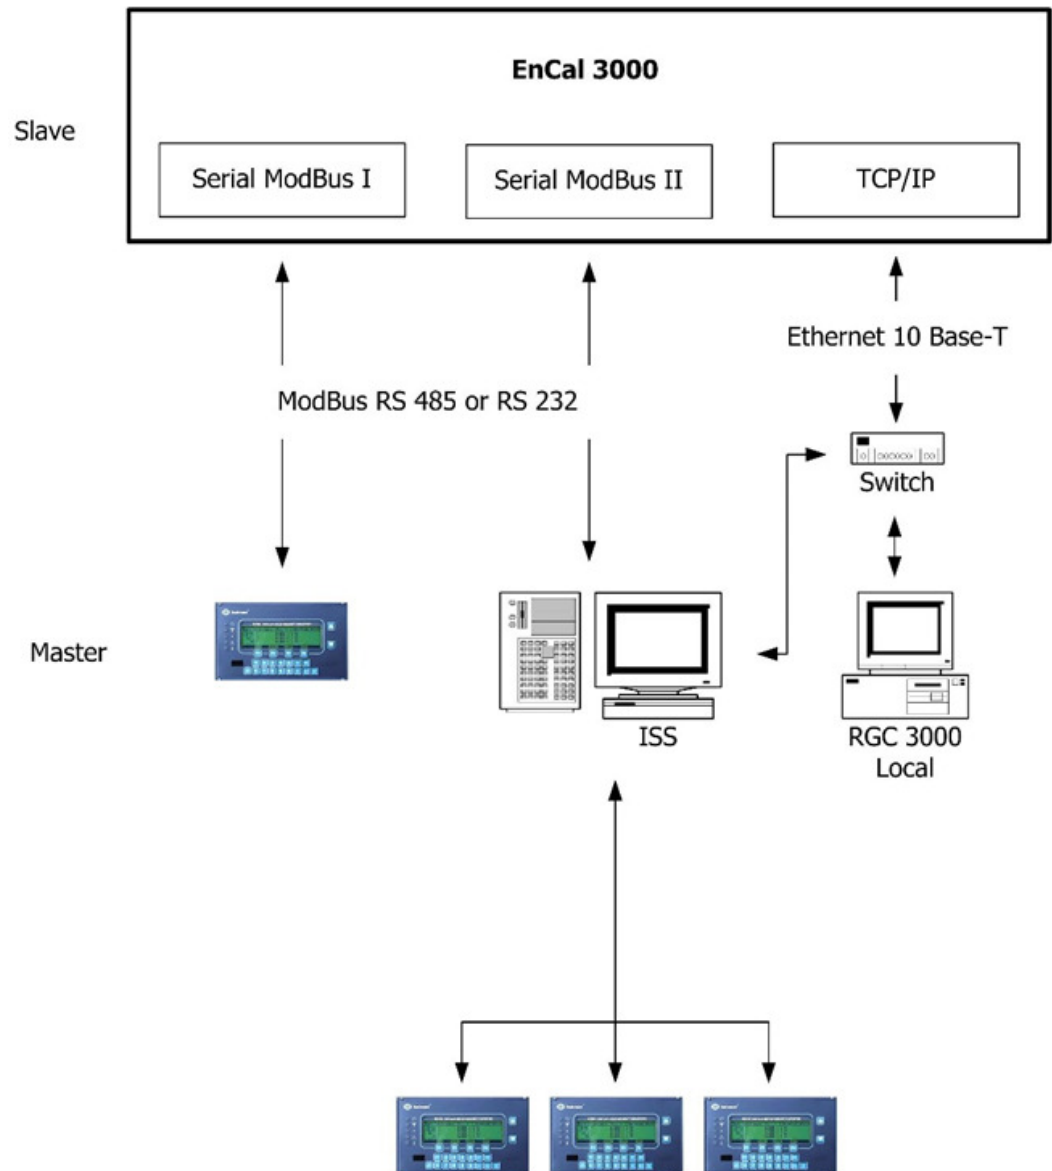 EnCal 3000
Slave
Serial ModBus I
Serial ModBus II
TCP/IP
Ethernet 10 Base-T
ModBus RS 485 or RS 232
Switch
Master
ISS
RGC 3000
Local